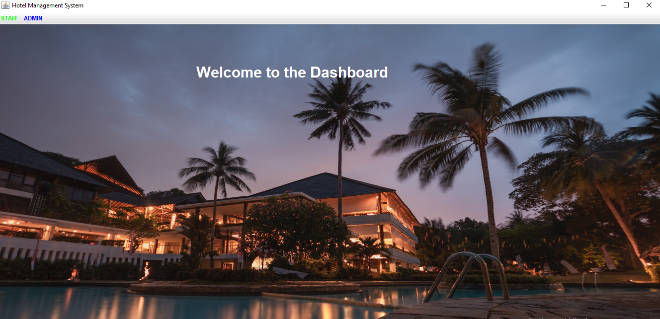 Hotel Management System
STAFF ADMIN
Welcome to the Dashboard